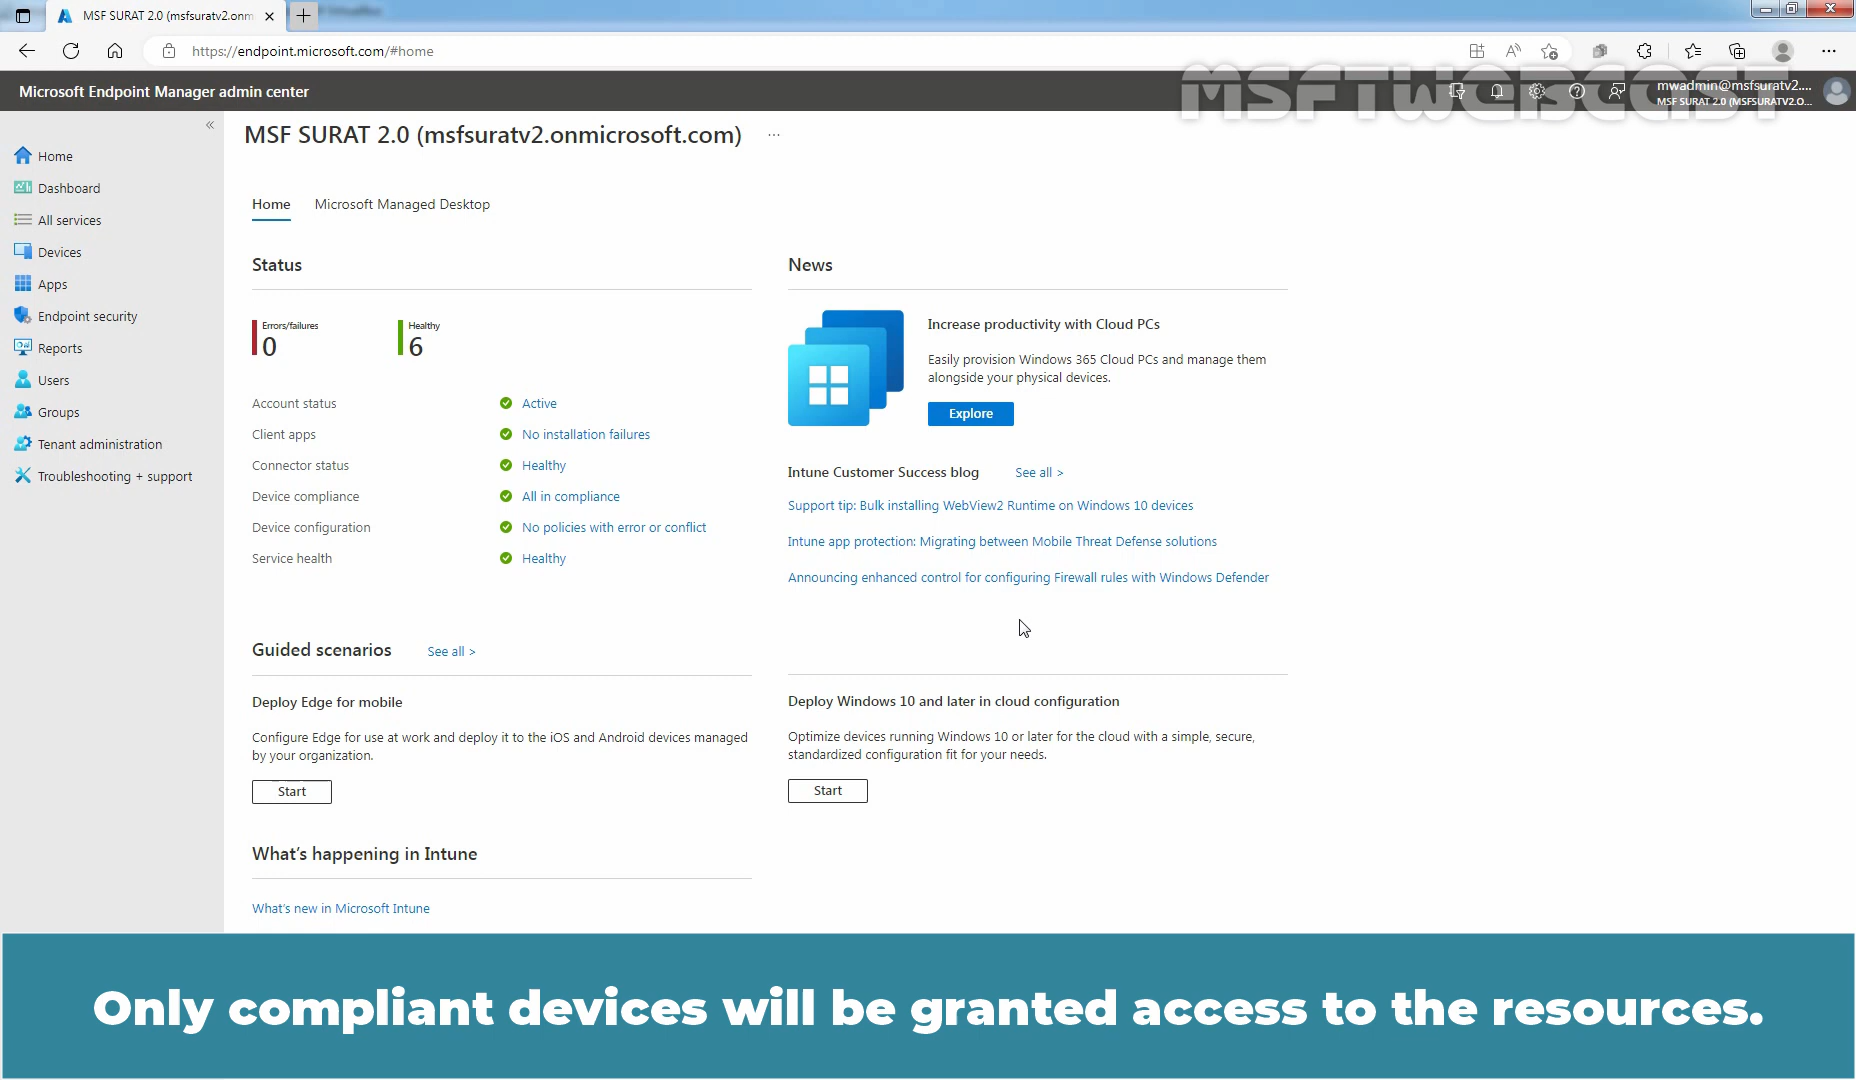 MSF SURAT 2.0 (msfsuratv2.onm
https://endpoint.microsoft.com/#home
MSFTWEBCAST
Microsoft Endpoint Manager admin center
mwadmin@msfsuratv2....
MSF SURAT 2.0 (MSFSURATV2.O...
MSF SURAT 2.0 (msfsuratv2.onmicrosoft.com)
...
Home
Dashboard
All services
Devices
Apps
Endpoint security
Reports
Users
Groups
Tenant administration
Troubleshooting + support
Home
Microsoft Managed Desktop
Status
Errors/failures
0
Healthy
6
Account status
Active
Client apps
No installation failures
Connector status
Healthy
Device compliance
All in compliance
Device configuration
No policies with error or conflict
Service health
Healthy
News
Increase productivity with Cloud PCs
Easily provision Windows 365 Cloud PCs and manage them
alongside your physical devices.
Explore
Intune Customer Success blog
See all >
Support tip: Bulk installing WebView2 Runtime on Windows 10 devices
Intune app protection: Migrating between Mobile Threat Defense solutions
Announcing enhanced control for configuring Firewall rules with Windows Defender
Guided scenarios
See all >
Deploy Edge for mobile
Configure Edge for use at work and deploy it to the iOS and Android devices managed
by your organization.
Start
Deploy Windows 10 and later in cloud configuration
Optimize devices running Windows 10 or later for the cloud with a simple, secure,
standardized configuration fit for your needs.
Start
What's happening in Intune
What's new in Microsoft Intune
Only compliant devices will be granted access to the resources.